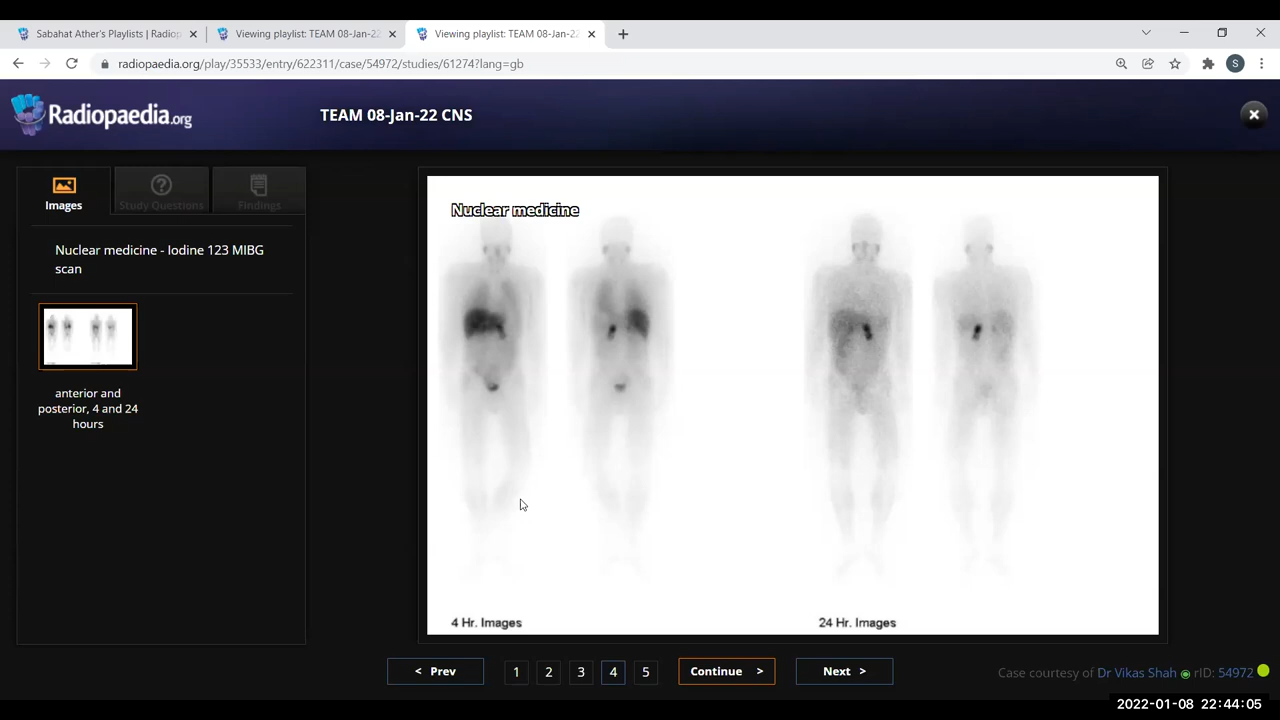 Sabahat Ather's Playlists | Radiop
Viewing playlist: TEAM 08-Jan-22
Viewing playlist: TEAM 08-Jan-22
radiopaedia.org/play/35533/entry/622311/case/54972/studies/61274?lang=gb
S
Radiopaedia.org
TEAM 08-Jan-22 CNS
Images
Study Questions
Findings
Nuclear medicine - Iodine 123 MIBG
scan
anterior and
posterior, 4 and 24
hours
Nuclear medicine
4 Hr. Images
24 Hr. Images
< Prev
1
2
3
4
5
Continue >
Next >
Case courtesy of Dr Vikas Shah rID: 54972
2022-01-08 22:44:05